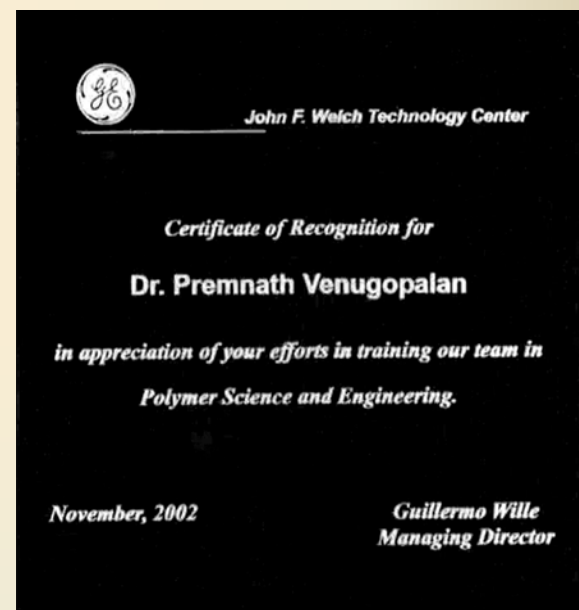 GE
John F. Welch Technology Center
Certificate of Recognition for
Dr. Premnath Venugopalan
in appreciation of your efforts in training our team in
Polymer Science and Engineering.
November, 2002
Guillermo Wille
Managing Director